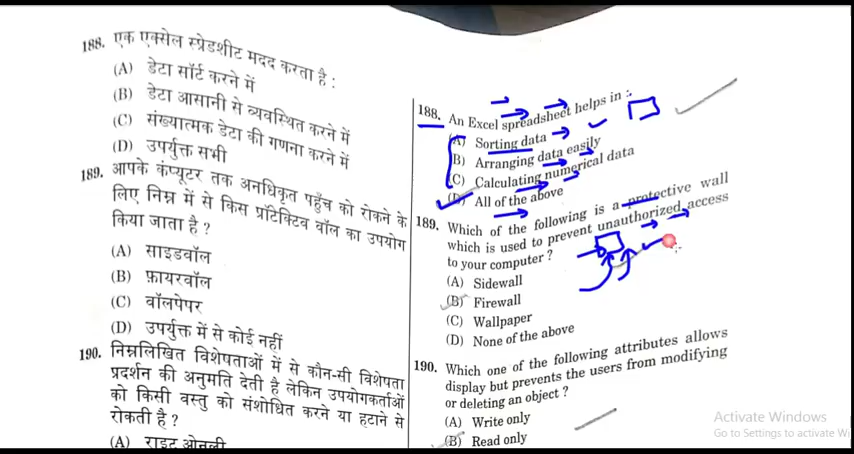 188. एक एक्सेल स्प्रेडशीट मदद करता है :
(A) डेटा सॉर्ट करने में
(B) डेटा आसानी से व्यवस्थित करने में
(C) संख्यात्मक डेटा की गणना करने में
(D) उपर्युक्त सभी
189. आपके कंप्यूटर तक अनधिकृत पहुँच को रोकने के
लिए निम्न में से किस प्रॉटेक्टिव वॉल का उपयोग
किया जाता है ?
(A) साइडवॉल
(B) फ़ायरवॉल
(C) वॉलपेपर
(D) उपर्युक्त में से कोई नहीं
190. निम्नलिखित विशेषताओं में से कौन-सी विशेषता
प्रदर्शन की अनुमति देती है लेकिन उपयोगकर्ताओं
को किसी वस्तु को संशोधित करने या हटाने से
रोकती है ?
(A) राइट ओनली
188. An Excel spreadsheet helps in :
(A) Sorting data
(B) Arranging data easily
(C) Calculating numerical data
(D) All of the above
189. Which of the following is a protective wall
which is used to prevent unauthorized access
to your computer ?
(A) Sidewall
(B) Firewall
(C) Wallpaper
(D) None of the above
190. Which one of the following attributes allows
display but prevents the users from modifying
or deleting an object ?
(A) Write only
(B) Read only
Activate Windows
Go to Settings to activate Wi